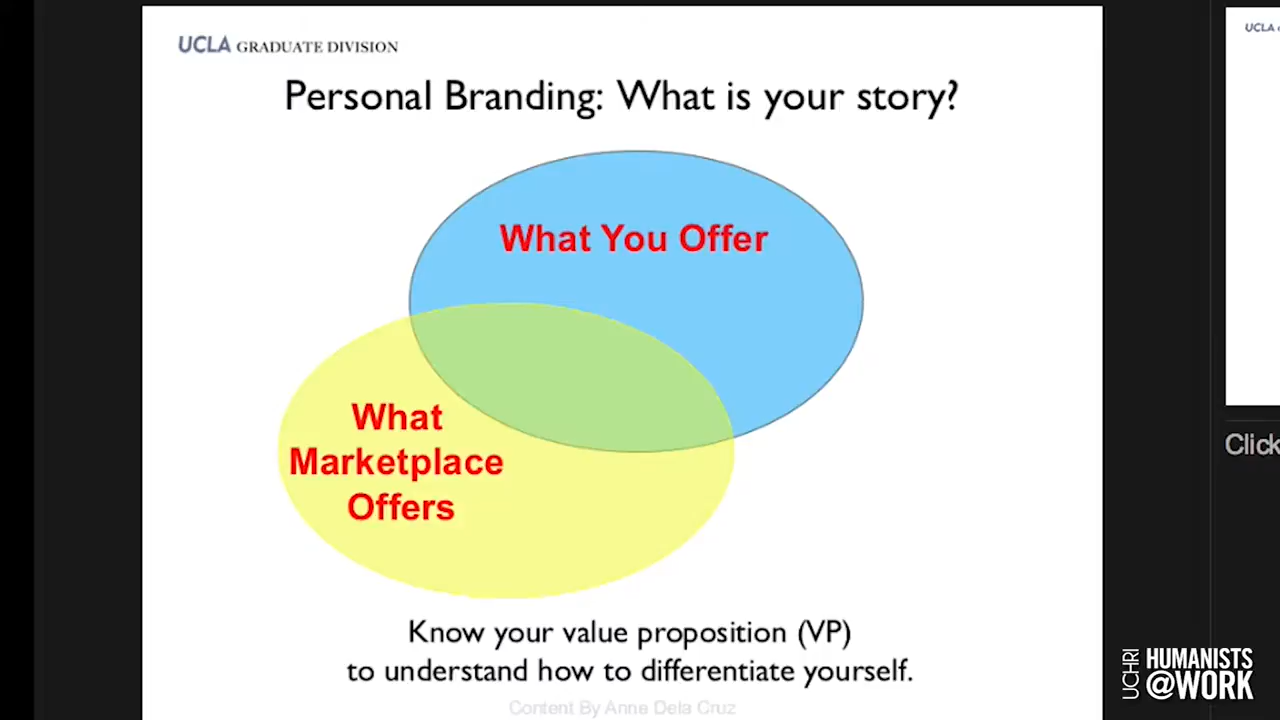 UCLA GRADUATE DIVISION
Personal Branding: What is your story?
What You Offer
What
Marketplace
Offers
Know your value proposition (VP)
to understand how to differentiate yourself.
Content By Anne Dela Cruz
UCLA
Click
UCHRI
HUMANISTS
@WORK